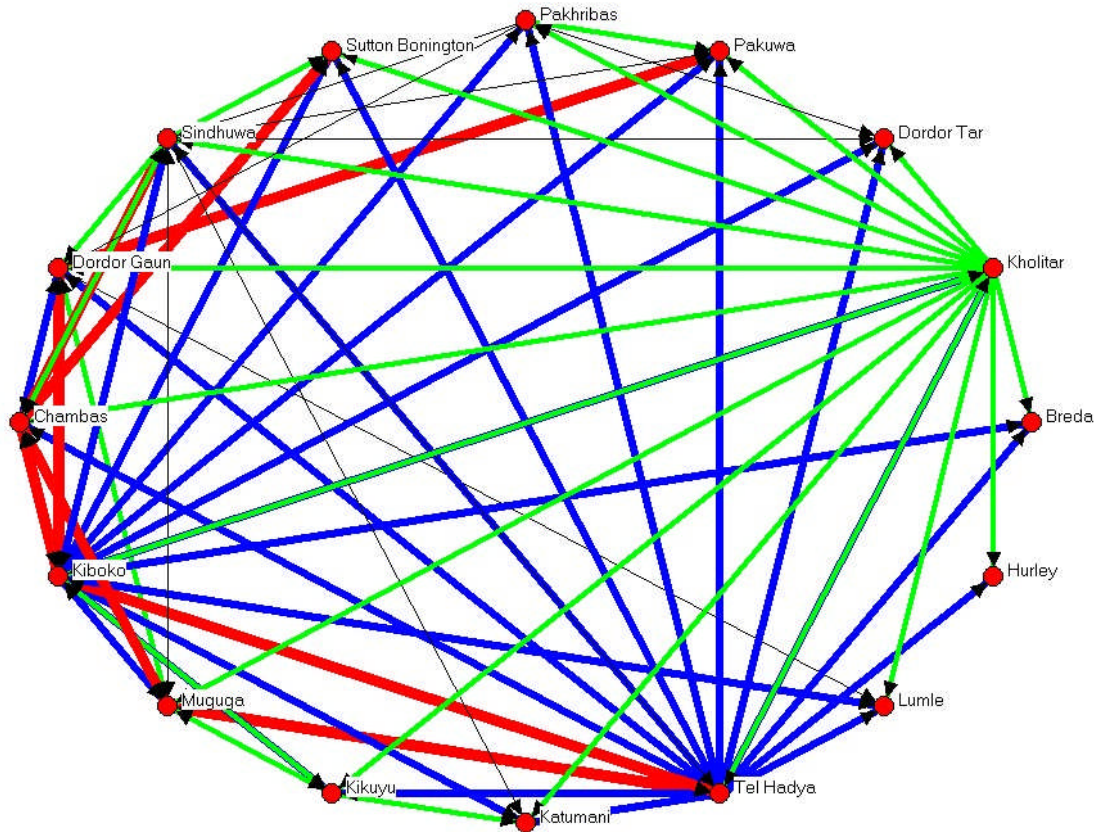 Pakhribas
Sutton Bonington
Pakuwa
Sindhuwa
Dordor Tar
Dordor Gaun
Kholitar
Chambas
Breda
Kiboko
Hurley
Muguga
Lumle
Kikuyu
Tel Hadya
Katumani